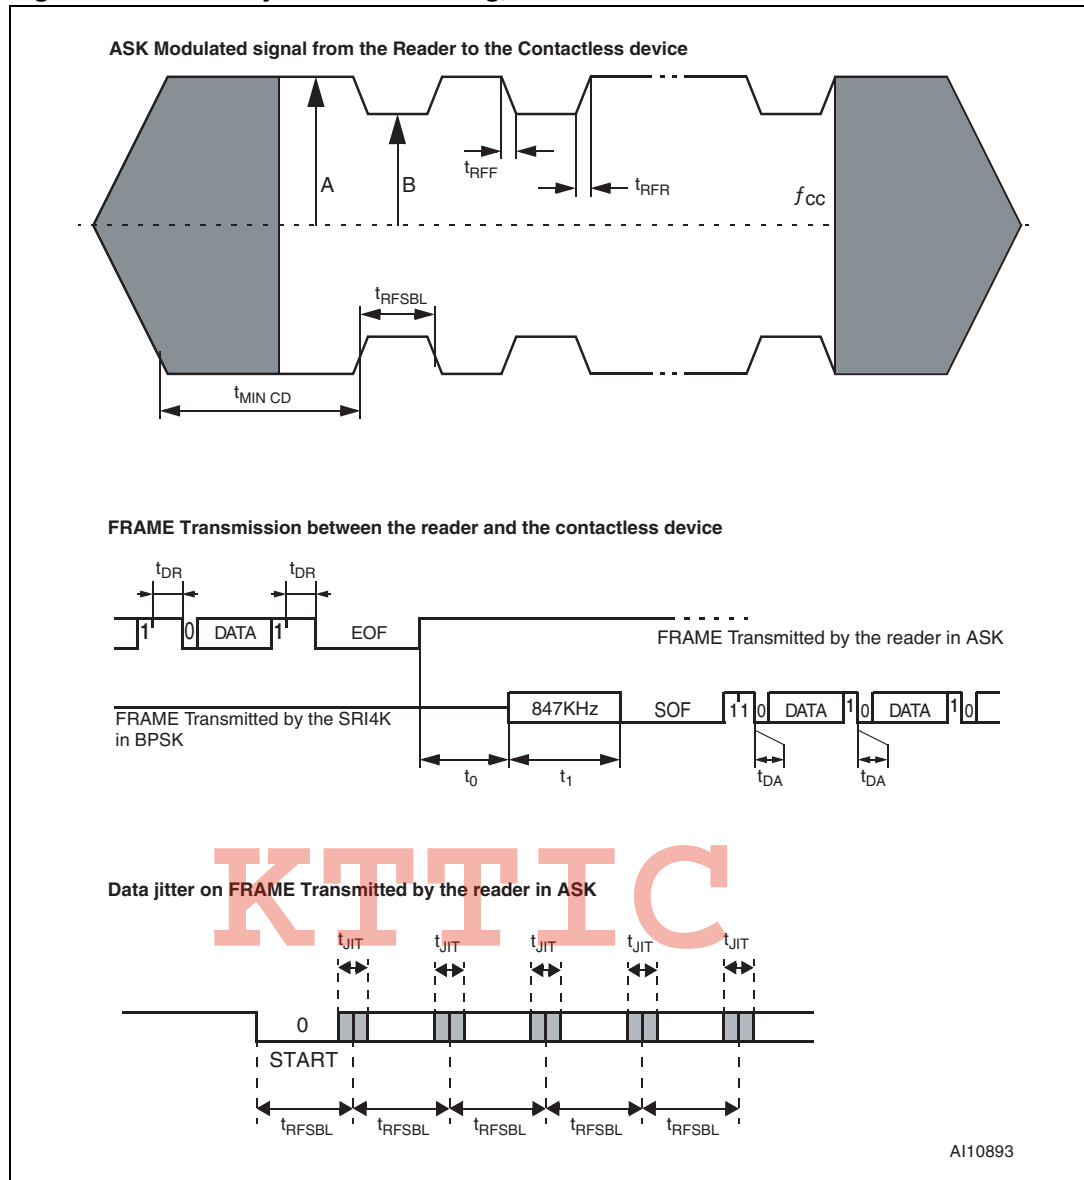 ASK Modulated signal from the Reader to the Contactless device
A
B
tRFF
tRFR
ƒcc
tRFSBL
tMIN CD
FRAME Transmission between the reader and the contactless device
tDR
tDR
1
0
DATA
1
EOF
FRAME Transmitted by the reader in ASK
847KHz
SOF
1 1
0
DATA
1
0
DATA
1
0
FRAME Transmitted by the SRI4K
in BPSK
t0
t1
tDA
tDA
KTTIC
Data jitter on FRAME Transmitted by the reader in ASK
tJIT
tJIT
tJIT
tJIT
tJIT
0
START
tRFSBL
tRFSBL
tRFSBL
tRFSBL
tRFSBL
AI10893